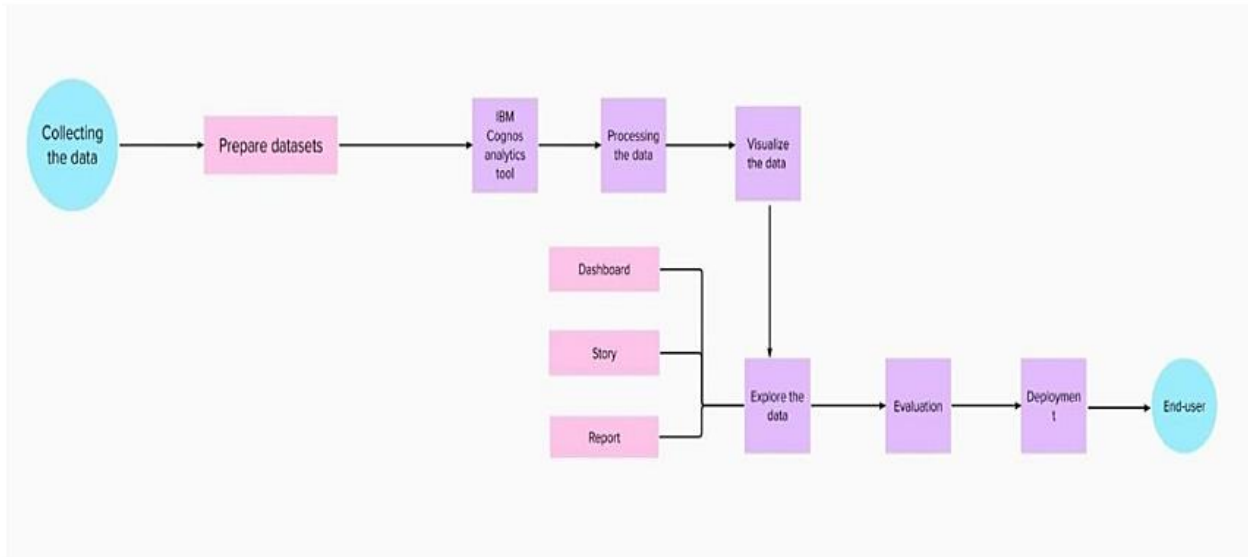 Collecting
the data
Prepare datasets
IBM
Cognos
analytics
tool
Processing
the data
Visualize
the data
Dashboard
Story
Report
Explore the
data
Evaluation
Deploymen
t
End-user